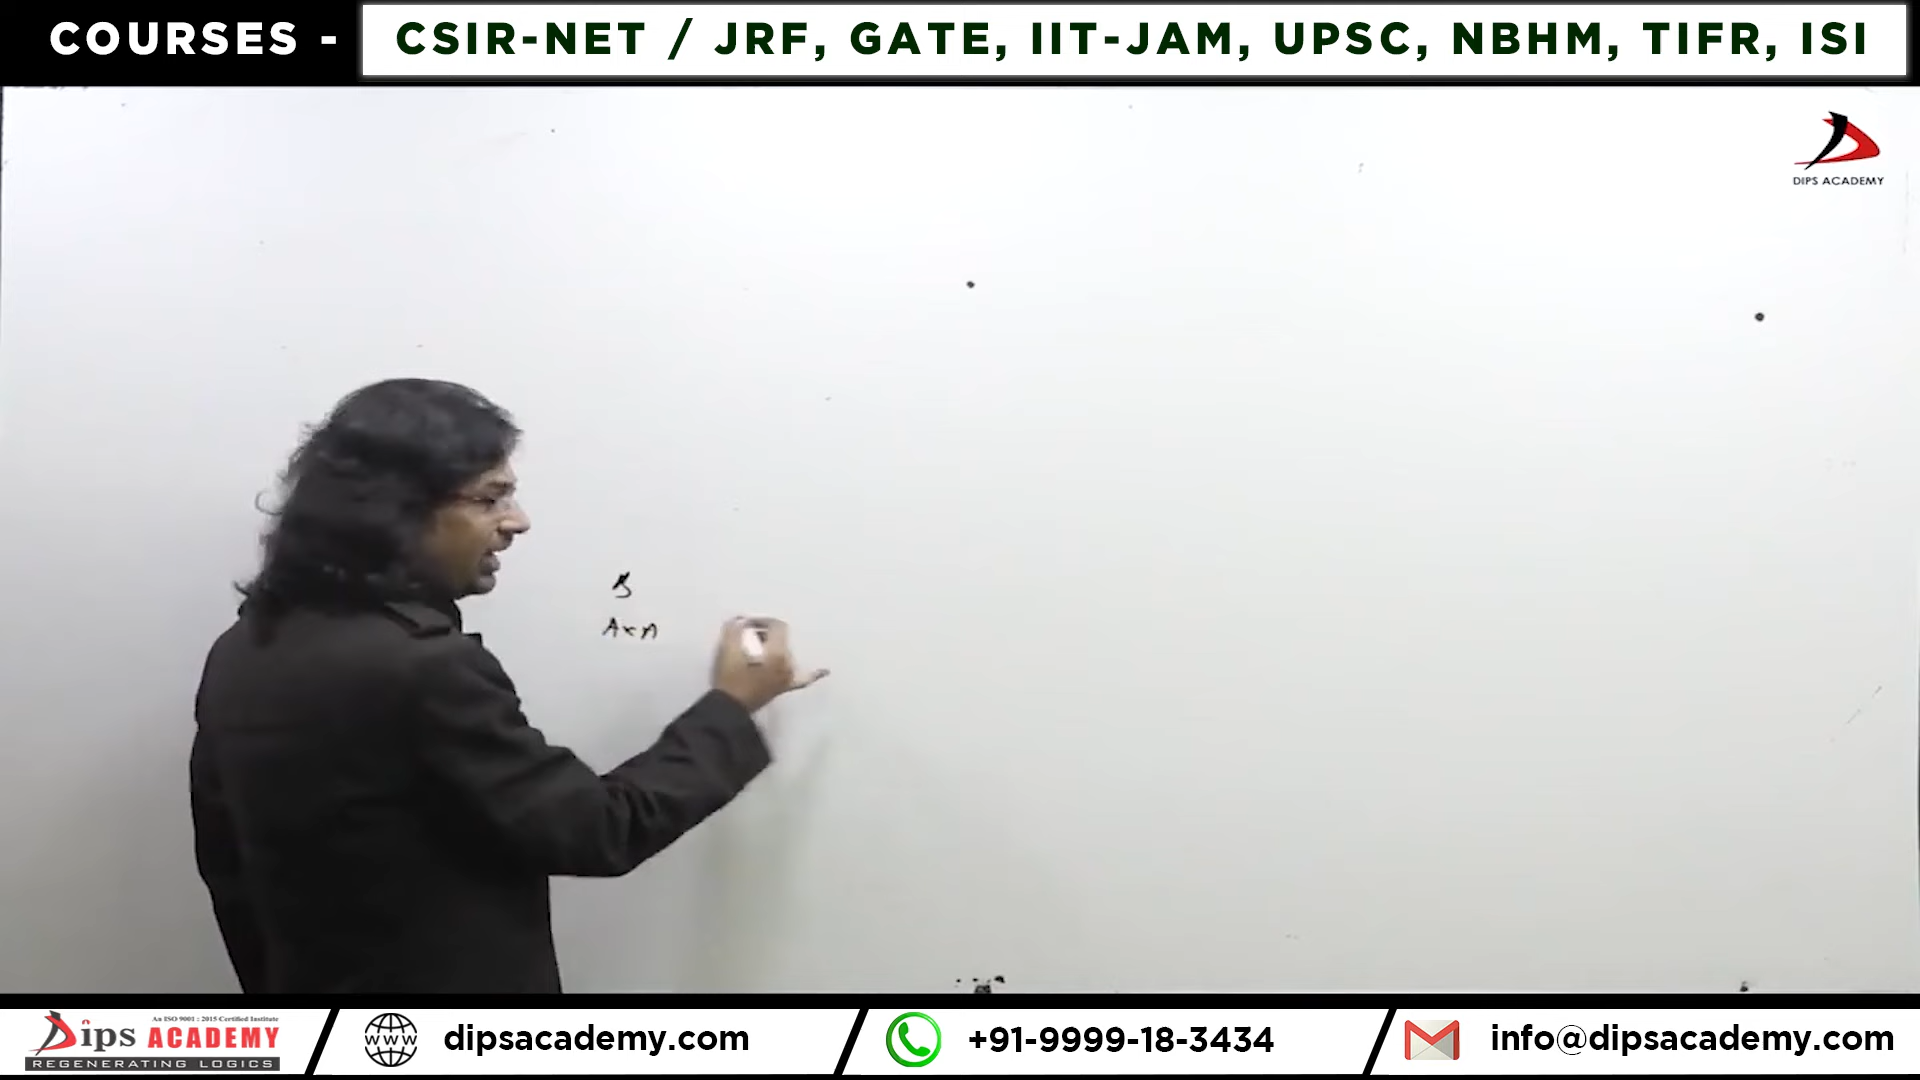 COURSES - CSIR-NET / JRF, GATE, IIT-JAM, UPSC, NBHM, TIFR, ISI
DIPS ACADEMY
A×A
An ISO 9001 : 2015 Certified Institute
Dips ACADEMY
REGENERATING LOGICS
WWW
dipsacademy.com
+91-9999-18-3434
info@dipsacademy.com